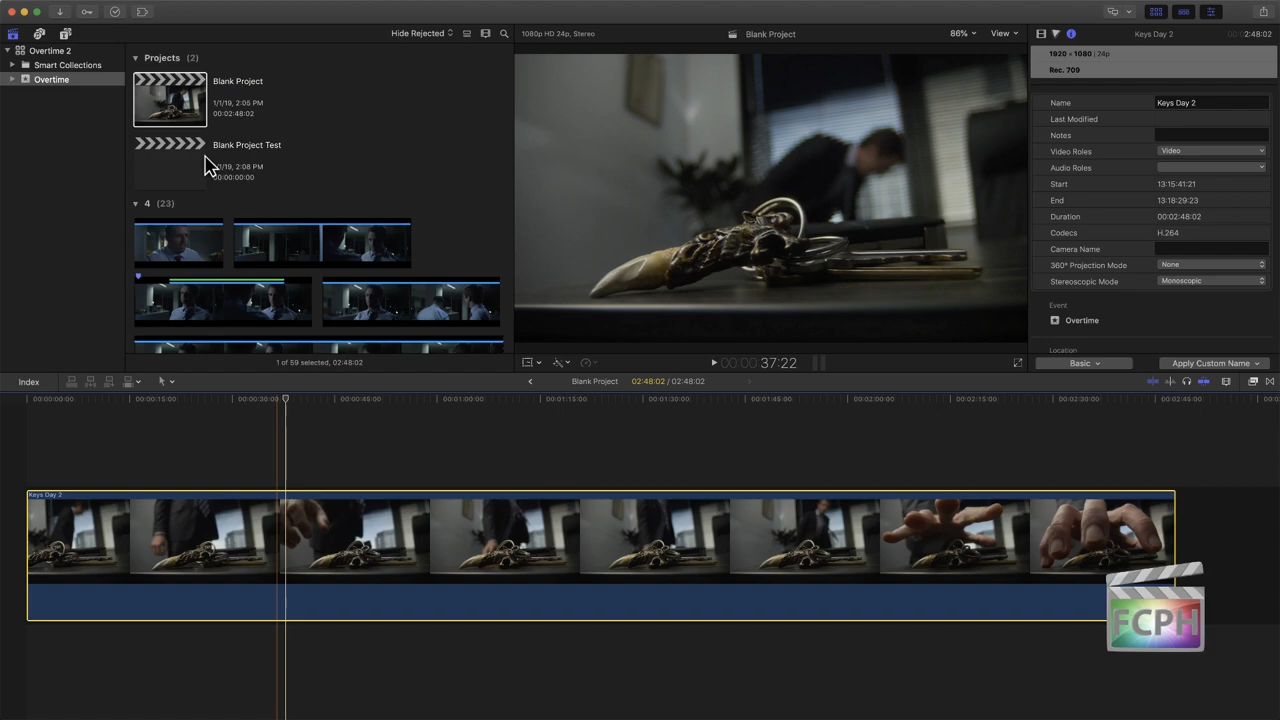 Hide Rejected
1080p HD 24p, Stereo
Blank Project
86%
View
Keys Day 2
2:48:02
Overtime 2
Smart Collections
Overtime
Projects (2)
Blank Project
1/1/19, 2:05 PM
00:02:48:02
Blank Project Test
/19, 2:08 PM
00:00:00:00
4 (23)
1 of 59 selected, 02:48:02
00:00:37:22
1920 × 1080 | 24p
Rec. 709
Name
Keys Day 2
Last Modified
Notes
Video Roles
Video
Audio Roles
Start
13:15:41:21
End
13:18:29:23
Duration
00:02:48:02
Codecs
H.264
Camera Name
360° Projection Mode
None
Stereoscopic Mode
Monoscopic
Event
Overtime
Location
Basic
Apply Custom Name
Index
Blank Project
02:48:02 / 02:48:02
00:00:00:00
00:00:15:00
00:00:30:00
00:00:45:00
00:01:00:00
00:01:15:00
00:01:30:00
00:01:45:00
00:02:00:00
00:02:15:00
00:02:30:00
00:02:45:00
Keys Day 2
FCPH